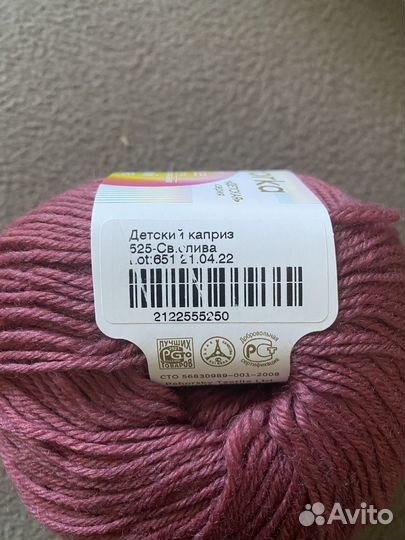 Детский каприз
525-Св.слива
Lot:651 21.04.22
2122555250
ЛУЧШИХ
ТОВАРОВ
Добровольная
сертификация
СТО 56830989-001-2008
Pekhorsky Textile Ltd
Avito